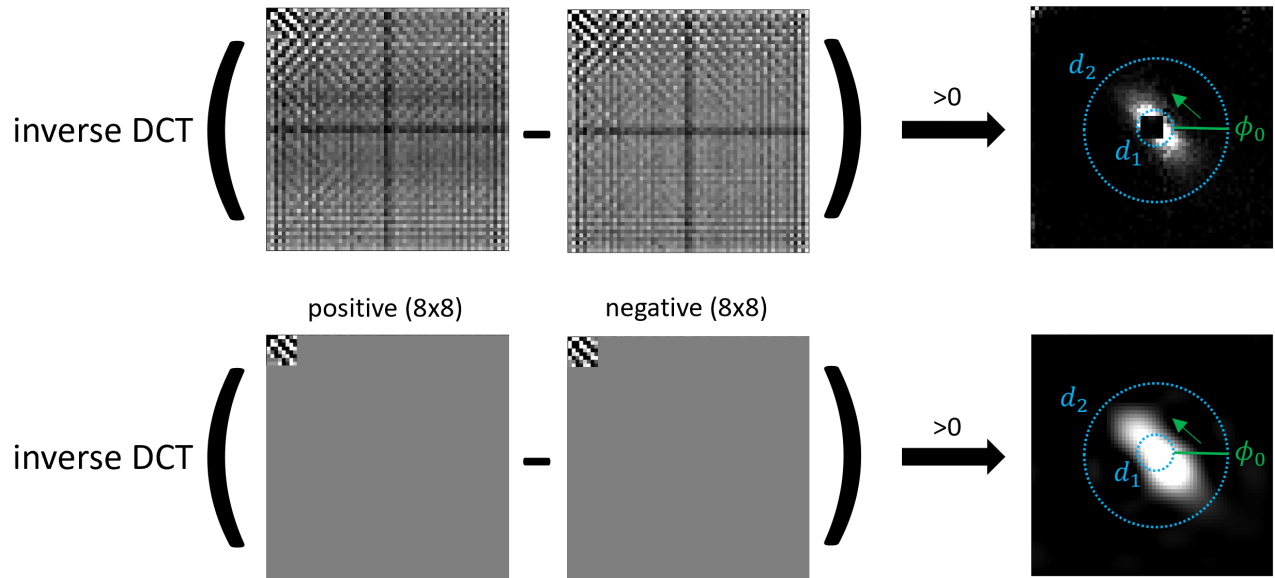 inverse DCT ( - ) >0
d₂
ϕ₀
d₁
positive (8x8) negative (8x8)
inverse DCT ( - ) >0
d₂
ϕ₀
d₁